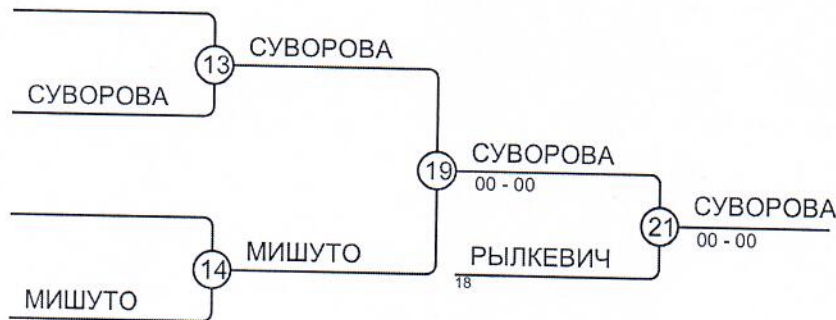 13
СУВОРОВА
СУВОРОВА
19
СУВОРОВА
00 - 00
21
СУВОРОВА
00 - 00
14
МИШУТО
РЫЛКЕВИЧ
18
МИШУТО